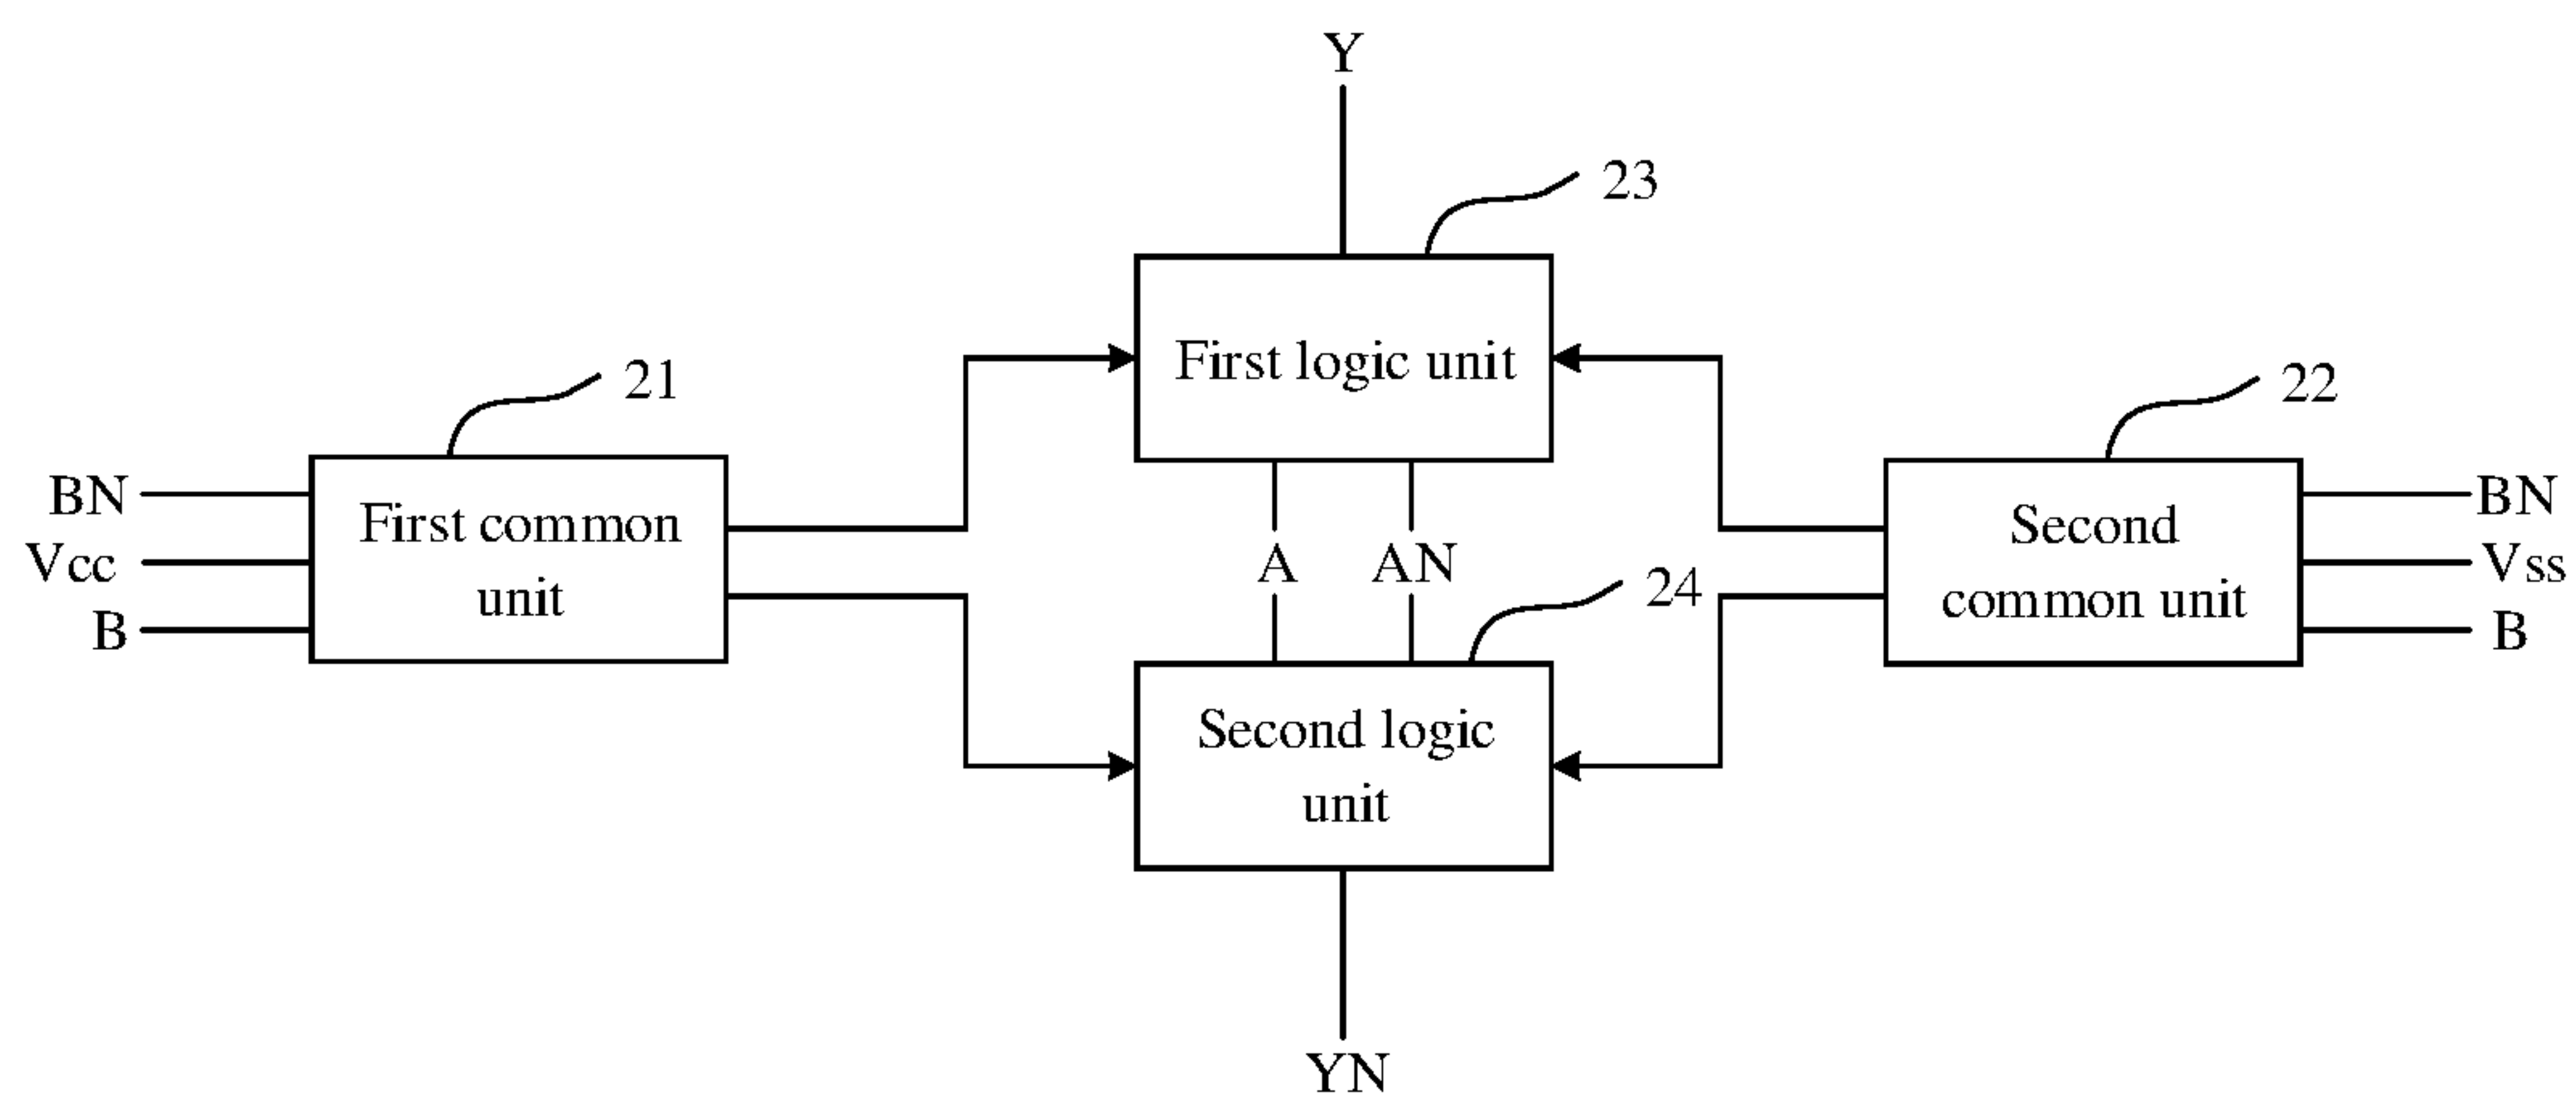 Y
23
First logic unit
21
22
BN
Vcc
B
First common
unit
A AN
24
Second
common unit
BN
Vss
B
Second logic
unit
YN